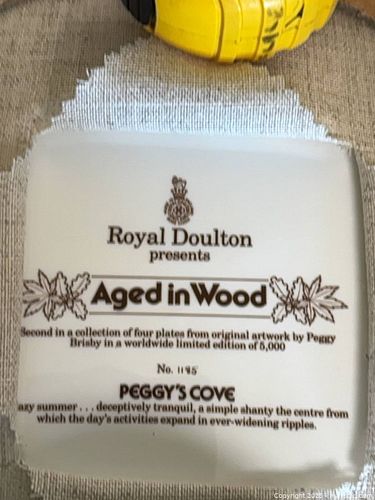 Royal Doulton
presents
Aged in Wood
Second in a collection of four plates from original artwork by Peggy
Brisby in a worldwide limited edition of 5,000
No. 1185
PEGGY'S COVE
azy summer . . . deceptively tranquil, a simple shanty the centre from
which the day's activities expand in ever-widening ripples.